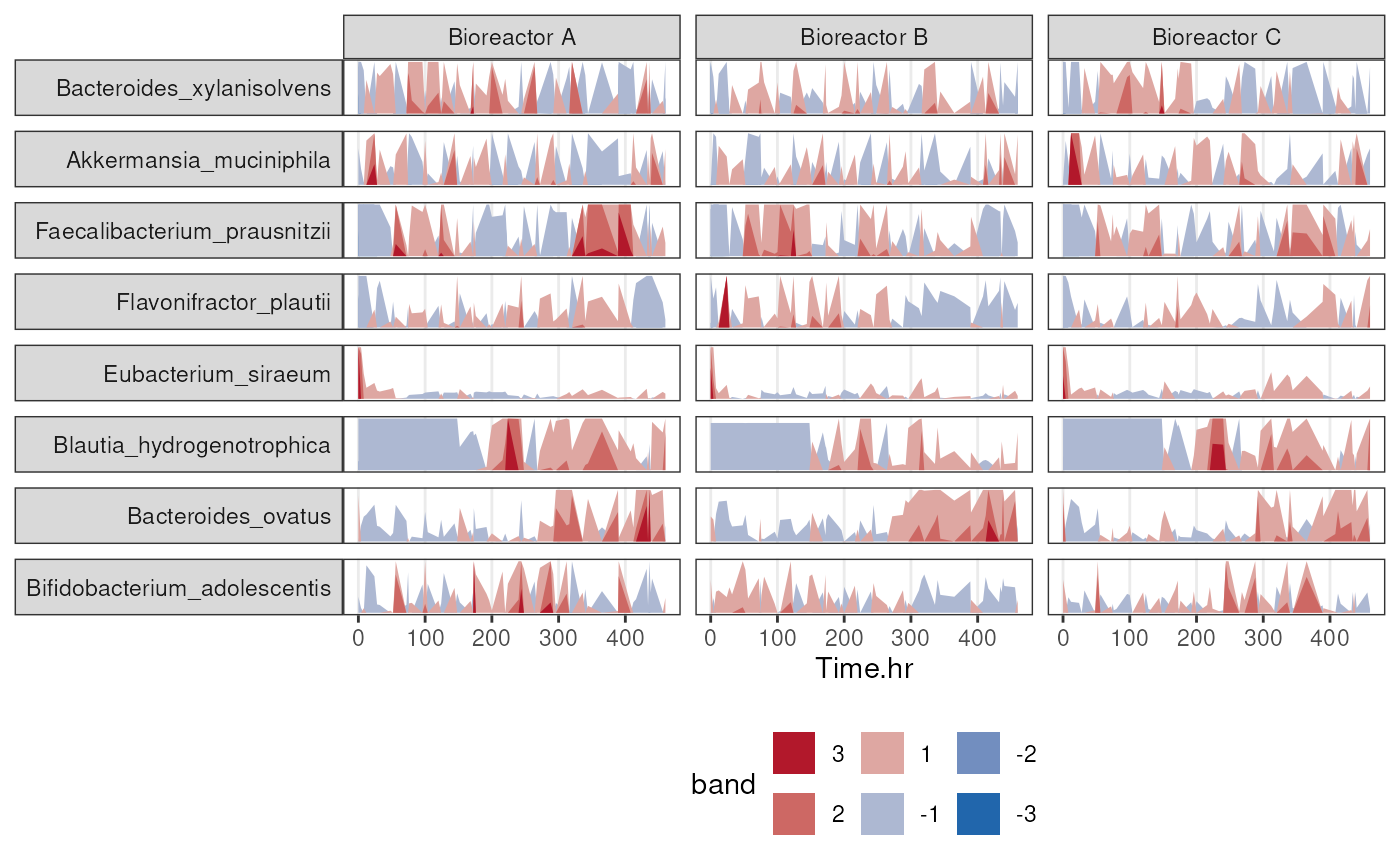 Bioreactor A Bioreactor B Bioreactor C
Bacteroides_xylanisolvens
Akkermansia_muciniphila
Faecalibacterium_prausnitzii
Flavonifractor_plautii
Eubacterium_siraeum
Blautia_hydrogenotrophica
Bacteroides_ovatus
Bifidobacterium_adolescentis
0 100 200 300 400 0 100 200 300 400 0 100 200 300 400
Time.hr
band
3 1 -2
2 -1 -3